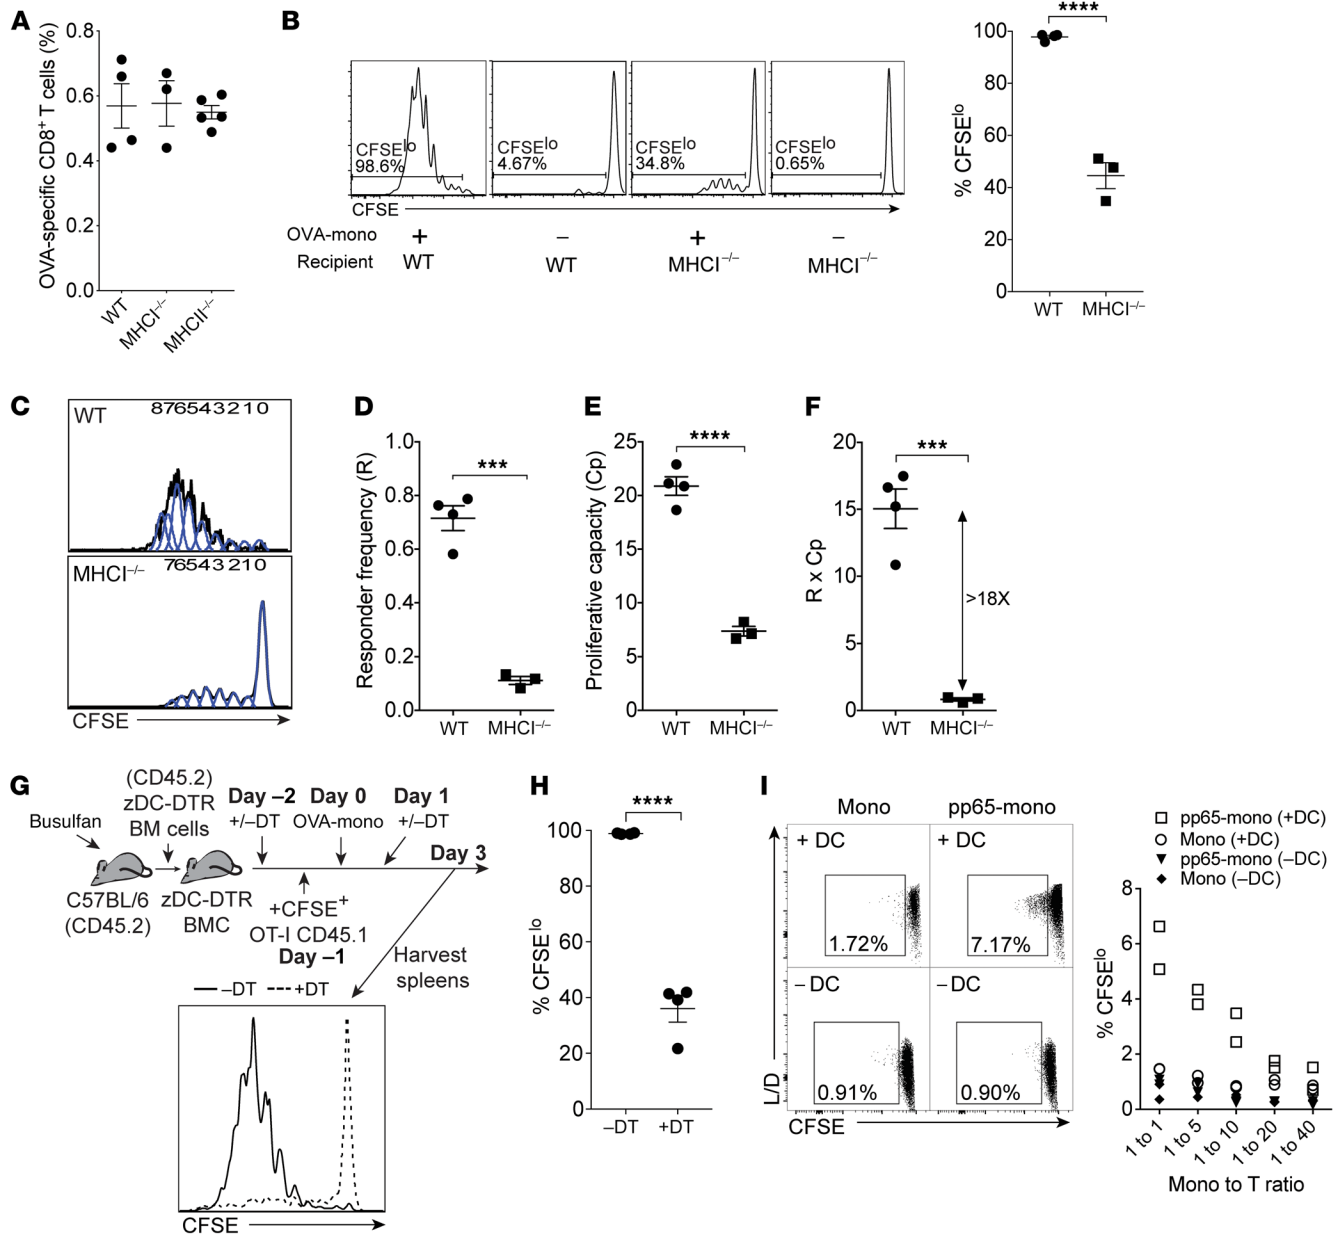 A
OVA-specific CD8⁺ T cells (%)
0.8
0.6
0.4
0.2
0.0
WT
MHCI⁻/⁻
MHCII⁻/⁻
B
CFSElo
98.6%
CFSElo
4.67%
CFSElo
34.8%
CFSElo
0.65%
CFSE
OVA-mono + – + –
Recipient WT WT MHCI⁻/⁻ MHCI⁻/⁻
****
% CFSElo
100
80
60
40
20
0
WT MHCI⁻/⁻
C
WT
876543210
MHCI⁻/⁻
76543210
CFSE
D
***
Responder frequency (R)
1.0
0.8
0.6
0.4
0.2
0.0
WT MHCI⁻/⁻
E
****
Proliferative capacity (Cp)
25
20
15
10
5
0
WT MHCI⁻/⁻
F
***
R x Cp
20
15
10
5
0
>18X
WT MHCI⁻/⁻
G
Busulfan
(CD45.2)
zDC-DTR
BM cells
C57BL/6
(CD45.2)
zDC-DTR
BMC
Day –2
+/–DT
Day 0
OVA-mono
Day 1
+/–DT
Day 3
+CFSE⁺
OT-I CD45.1
Day –1
Harvest
spleens
–DT +DT
CFSE
H
****
% CFSElo
100
80
60
40
20
0
–DT +DT
I
Mono pp65-mono
+ DC
1.72%
+ DC
7.17%
– DC
0.91%
– DC
0.90%
L/D
CFSE
pp65-mono (+DC)
Mono (+DC)
pp65-mono (–DC)
Mono (–DC)
% CFSElo
8
6
4
2
0
1 to 1
1 to 5
1 to 10
1 to 20
1 to 40
Mono to T ratio